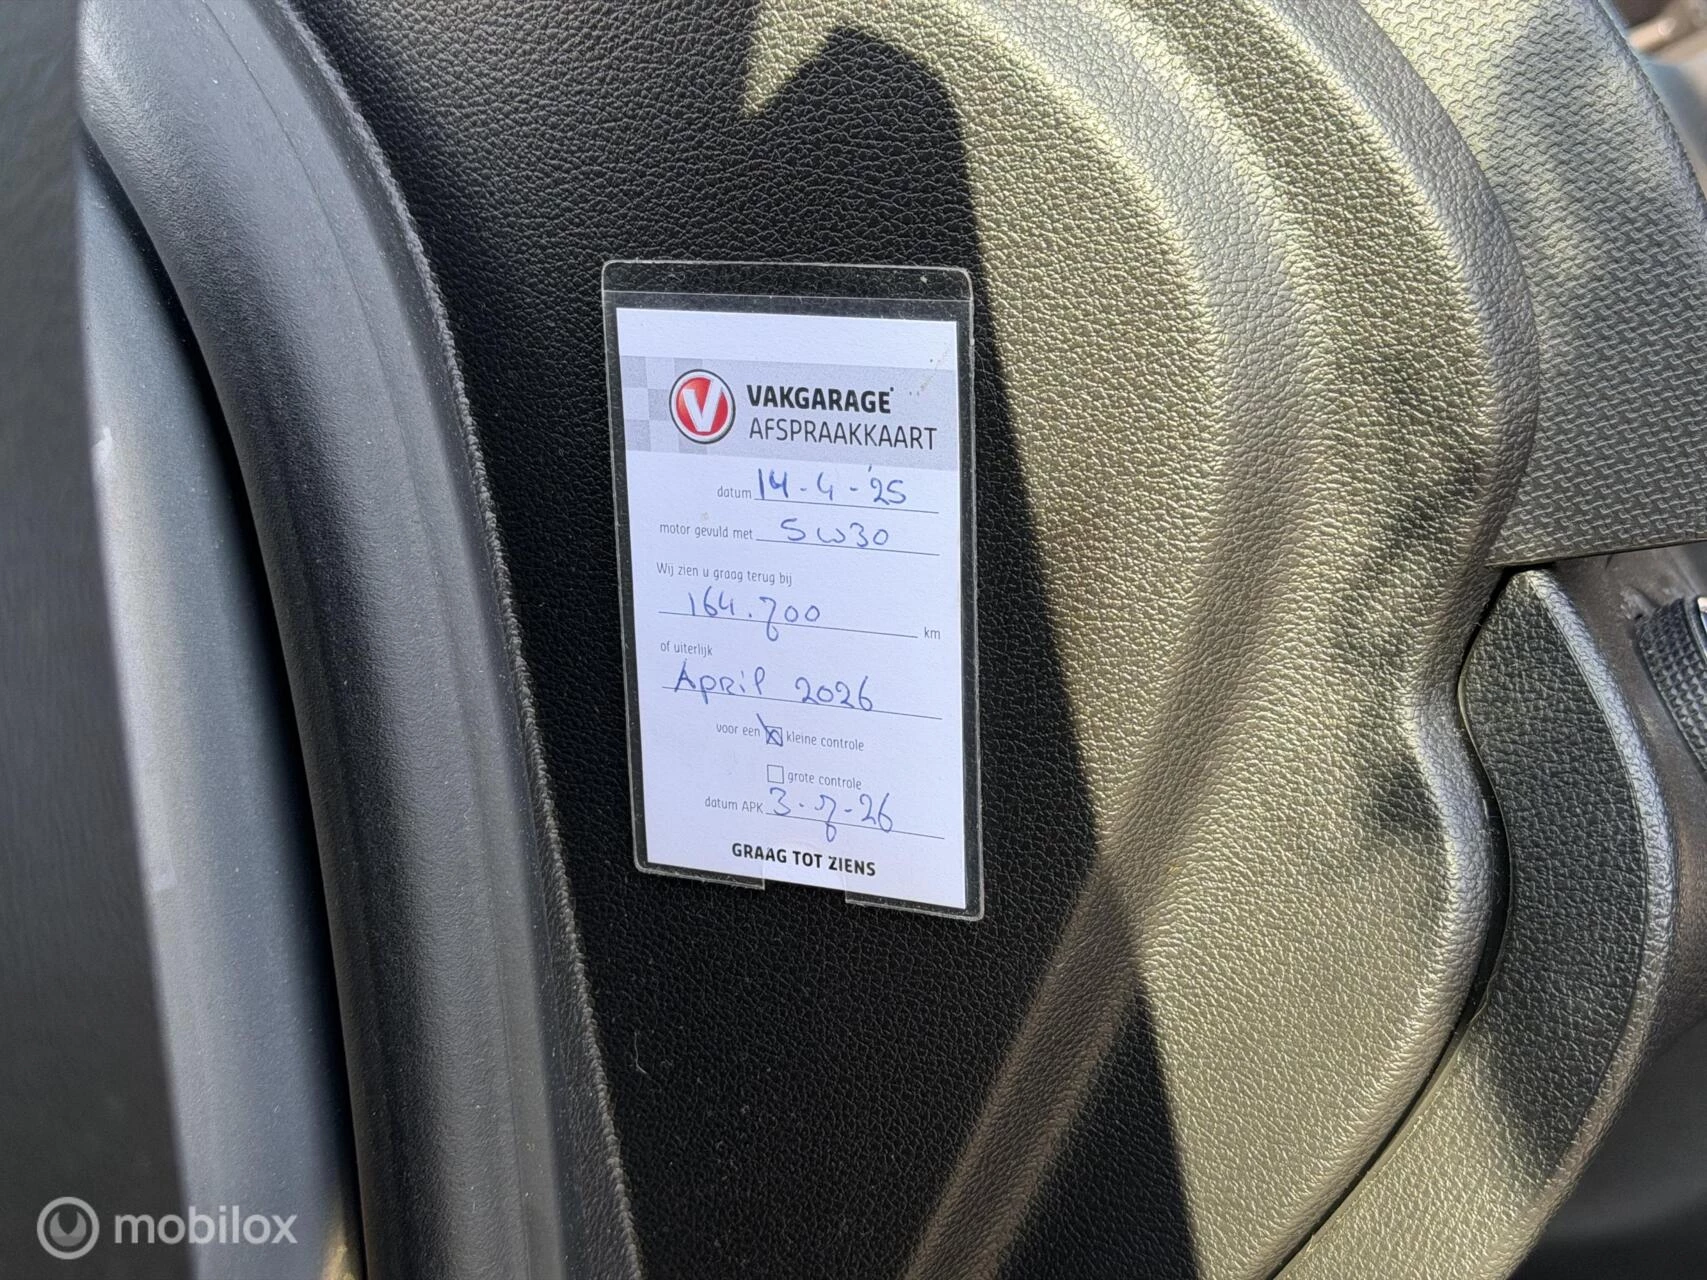 V VAKGARAGE
AFSPRAAKKAART
datum 14-4-'25
motor gevuld met 5w30
Wij zien u graag terug bij
164.700 km
of uiterlijk
April 2026
voor een kleine controle
grote controle
datum APK 3-7-26
GRAAG TOT ZIENS
mobilox